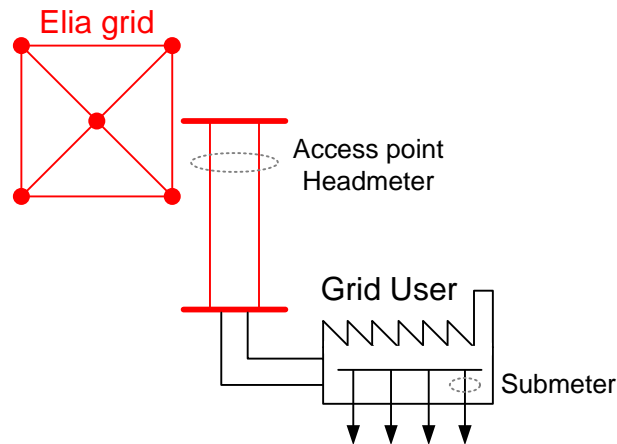 Elia grid
Access point
Headmeter
Grid User
Submeter